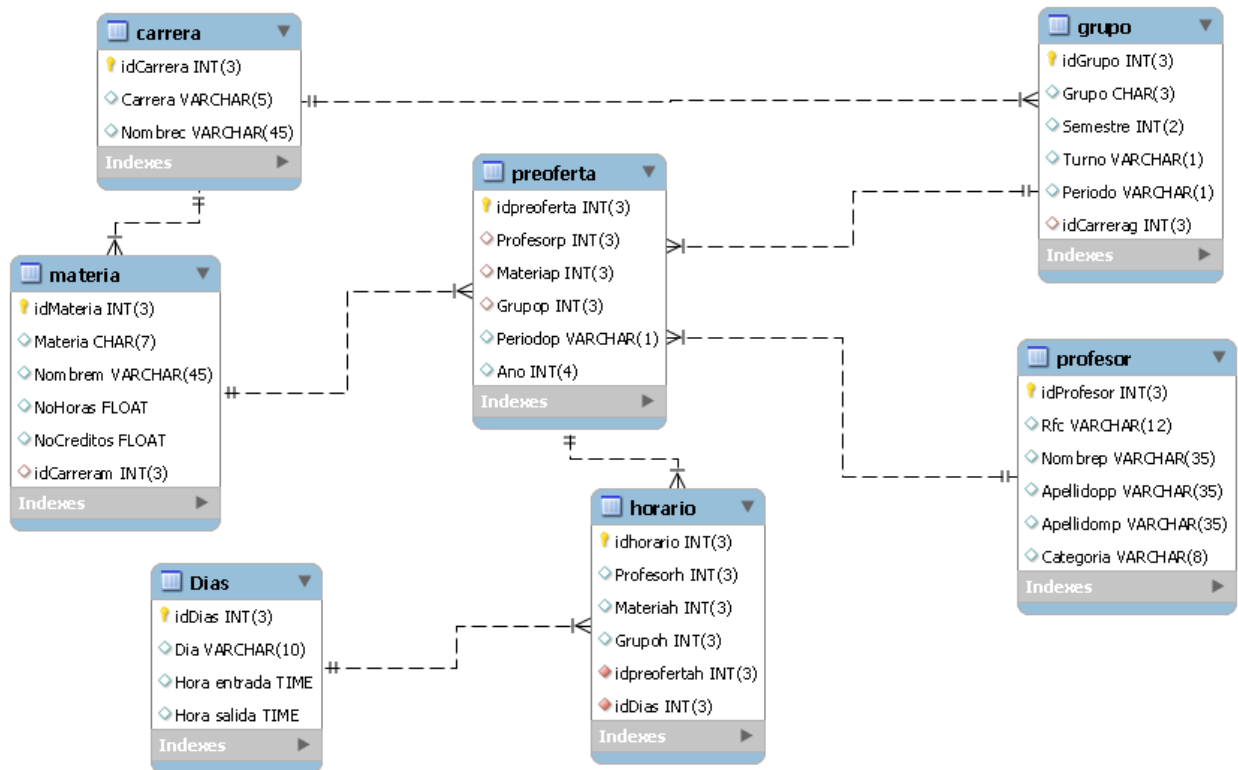 carrera
idCarrera INT(3)
Carrera VARCHAR(5)
Nombrec VARCHAR(45)
Indexes
grupo
idGrupo INT(3)
Grupo CHAR(3)
Semestre INT(2)
Turno VARCHAR(1)
Periodo VARCHAR(1)
idCarrerag INT(3)
Indexes
preoferta
idpreoferta INT(3)
Profesorp INT(3)
Materiap INT(3)
Grupop INT(3)
Periodop VARCHAR(1)
Ano INT(4)
Indexes
materia
idMateria INT(3)
Materia CHAR(7)
Nombrem VARCHAR(45)
NoHoras FLOAT
NoCreditos FLOAT
idCarreram INT(3)
Indexes
profesor
idProfesor INT(3)
Rfc VARCHAR(12)
Nombrep VARCHAR(35)
Apellidopp VARCHAR(35)
Apellidomp VARCHAR(35)
Categoria VARCHAR(8)
Indexes
horario
idhorario INT(3)
Profesorh INT(3)
Materiah INT(3)
Grupoh INT(3)
idpreofertah INT(3)
idDias INT(3)
Indexes
Dias
idDias INT(3)
Dia VARCHAR(10)
Hora entrada TIME
Hora salida TIME
Indexes